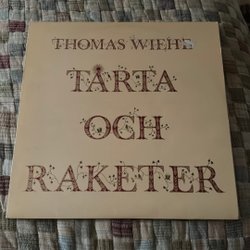 THOMAS WIEHE
TÅRTA
OCH
RAKETER